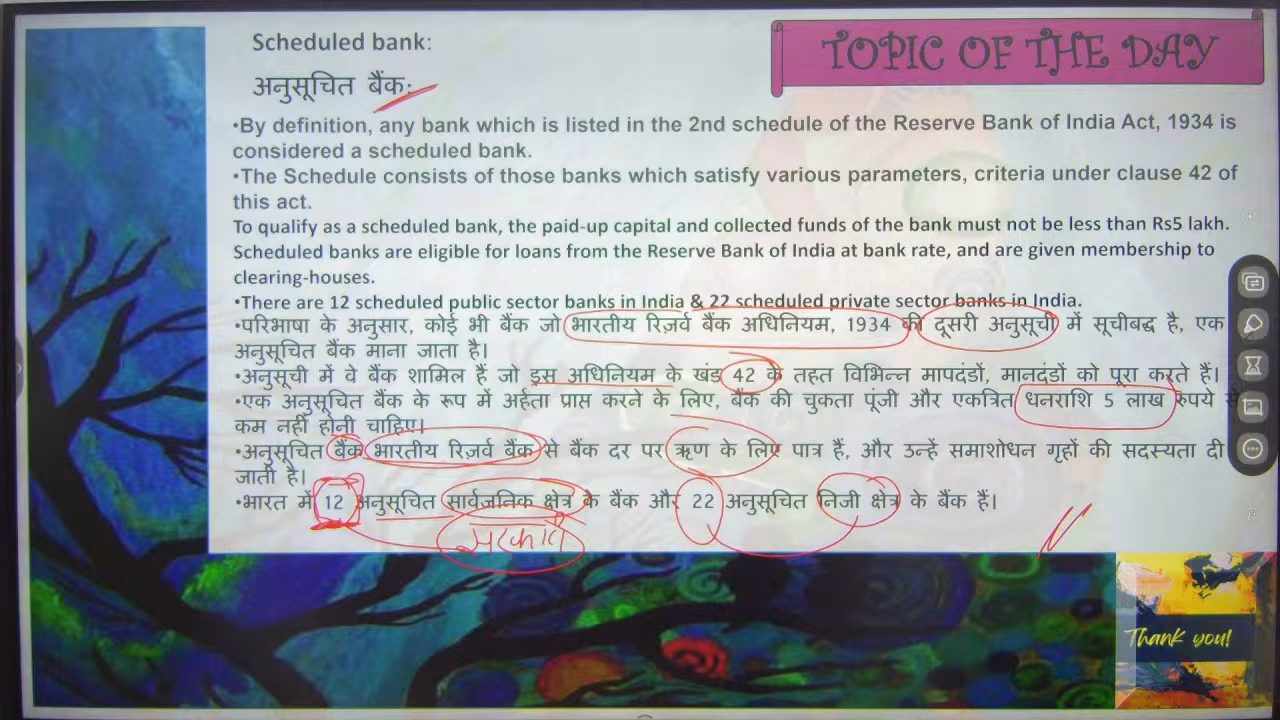 TOPIC OF THE DAY
Scheduled bank:
अनुसूचित बैंक:
•By definition, any bank which is listed in the 2nd schedule of the Reserve Bank of India Act, 1934 is
considered a scheduled bank.
•The Schedule consists of those banks which satisfy various parameters, criteria under clause 42 of
this act.
To qualify as a scheduled bank, the paid-up capital and collected funds of the bank must not be less than Rs5 lakh.
Scheduled banks are eligible for loans from the Reserve Bank of India at bank rate, and are given membership to
clearing-houses.
•There are 12 scheduled public sector banks in India & 22 scheduled private sector banks in India.
•परिभाषा के अनुसार, कोई भी बैंक जो भारतीय रिज़र्व बैंक अधिनियम, 1934 की दूसरी अनुसूची में सूचीबद्ध है, एक
अनुसूचित बैंक माना जाता है।
•अनुसूची में वे बैंक शामिल हैं जो इस अधिनियम के खंड 42 के तहत विभिन्न मापदंडों, मानदंडों को पूरा करते हैं।
•एक अनुसूचित बैंक के रूप में अर्हता प्राप्त करने के लिए, बैंक की चुकता पूंजी और एकत्रित धनराशि 5 लाख रुपये से
कम नहीं होनी चाहिए।
•अनुसूचित बैंक भारतीय रिज़र्व बैंक से बैंक दर पर ऋण के लिए पात्र हैं, और उन्हें समाशोधन गृहों की सदस्यता दी
जाती है।
•भारत में 12 अनुसूचित सार्वजनिक क्षेत्र के बैंक और 22 अनुसूचित निजी क्षेत्र के बैंक हैं।
Thank you!